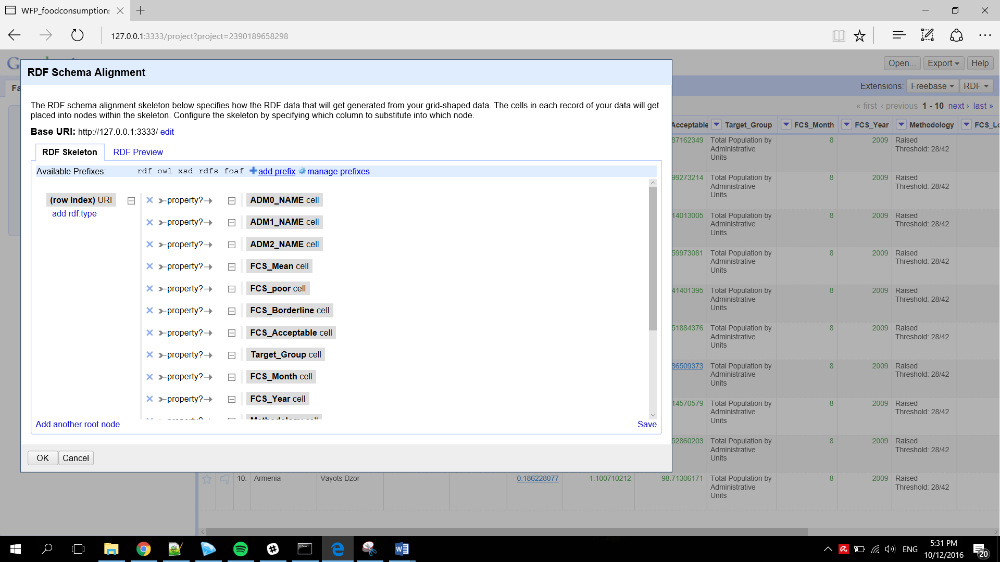 WFP_foodconsumption
127.0.0.1:3333/project?project=2390189658298
Open...
Export
Help
RDF Schema Alignment
Extensions:
Freebase
RDF
The RDF schema alignment skeleton below specifies how the RDF data that will get generated from your grid-shaped data. The cells in each record of your data will get
placed into nodes within the skeleton. Configure the skeleton by specifying which column to substitute into which node.
« first ‹ previous 1 - 10 next › last »
Base URI: http://127.0.0.1:3333/ edit
Acceptable Target_Group FCS_Month FCS_Year Methodology
RDF Skeleton RDF Preview
Available Prefixes: rdf owl xsd rdfs foaf add prefix manage prefixes
(row index) URI
add rdf:type
property? ADM0_NAME cell
property? ADM1_NAME cell
property? ADM2_NAME cell
property? FCS_Mean cell
property? FCS_poor cell
property? FCS_Borderline cell
property? FCS_Acceptable cell
property? Target_Group cell
property? FCS_Month cell
property? FCS_Year cell
Add another root node
Save
OK Cancel
87162349 Total Population by 8 2009 Raised
Administrative Threshold: 28/42
Units
99273214 Total Population by 8 2009 Raised
Administrative Threshold: 28/42
Units
14013005 Total Population by 8 2009 Raised
Administrative Threshold: 28/42
Units
59973081 Total Population by 8 2009 Raised
Administrative Threshold: 28/42
Units
41401395 Total Population by 8 2009 Raised
Administrative Threshold: 28/42
Units
51884376 Total Population by 8 2009 Raised
Administrative Threshold: 28/42
Units
86509373 Total Population by 8 2009 Raised
Administrative Threshold: 28/42
Units
14570579 Total Population by 8 2009 Raised
Administrative Threshold: 28/42
Units
52860203 Total Population by 8 2009 Raised
Administrative Threshold: 28/42
Units
10. Armenia Vayots Dzor 0.186228077 1.100710212 98.71306171 Total Population by 8 2009 Raised
Administrative Threshold: 28/42
Units
ENG
5:31 PM
10/12/2016
20